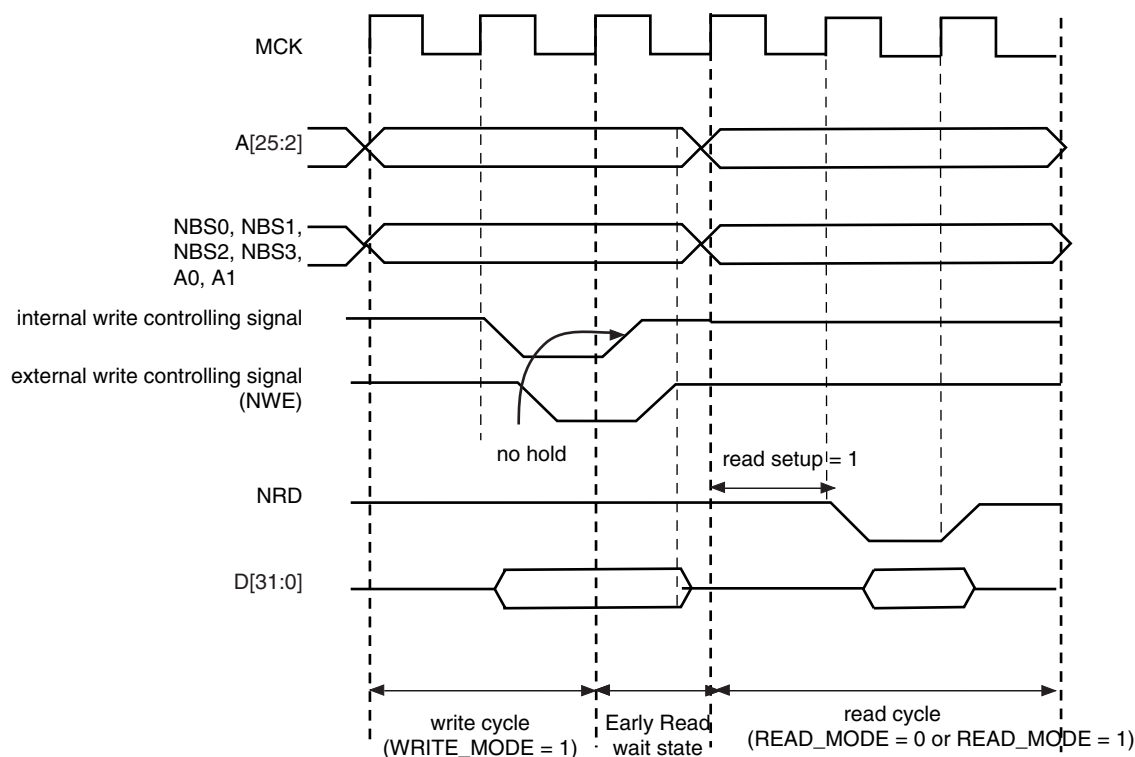 MCK
A[25:2]
NBS0, NBS1,
NBS2, NBS3,
A0, A1
internal write controlling signal
external write controlling signal
(NWE)
no hold
read setup = 1
NRD
D[31:0]
write cycle
(WRITE_MODE = 1)
Early Read
wait state
read cycle
(READ_MODE = 0 or READ_MODE = 1)